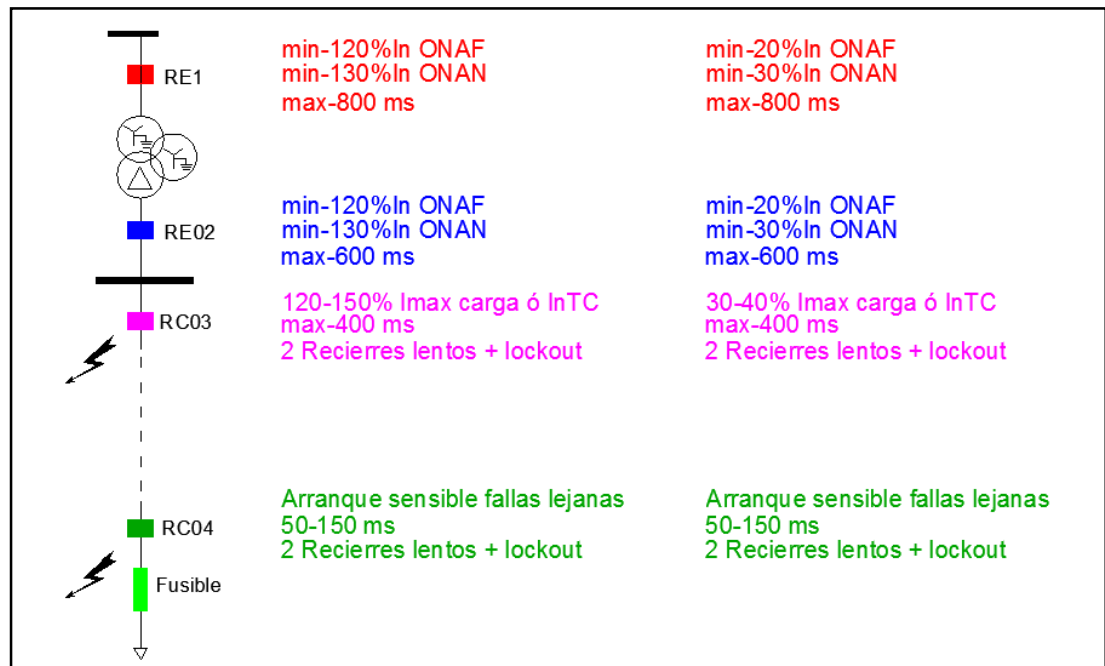 RE1
min-120%In ONAF
min-130%In ONAN
max-800 ms
min-20%In ONAF
min-30%In ONAN
max-800 ms
RE02
min-120%In ONAF
min-130%In ONAN
max-600 ms
min-20%In ONAF
min-30%In ONAN
max-600 ms
RC03
120-150% Imax carga ó InTC
max-400 ms
2 Recierres lentos + lockout
30-40% Imax carga ó InTC
max-400 ms
2 Recierres lentos + lockout
RC04
Arranque sensible fallas lejanas
50-150 ms
2 Recierres lentos + lockout
Arranque sensible fallas lejanas
50-150 ms
2 Recierres lentos + lockout
Fusible